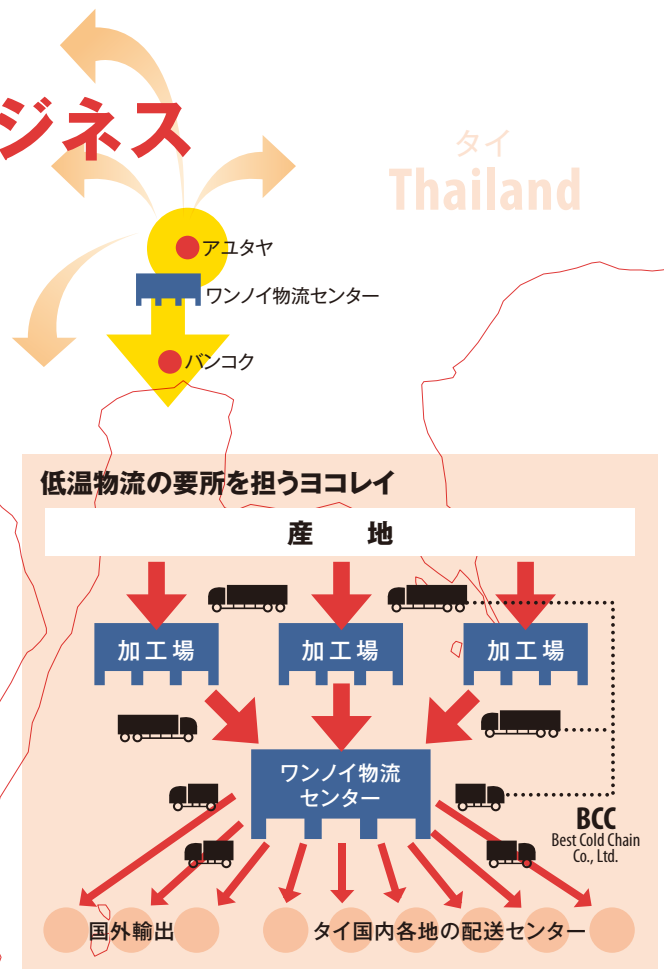 ジネス
タイ
Thailand
アユタヤ
ワンノイ物流センター
バンコク
低温物流の要所を担うヨコレイ
産 地
加工場 加工場 加工場
ワンノイ物流
センター
BCC
Best Cold Chain
Co., Ltd.
国外輸出 タイ国内各地の配送センター